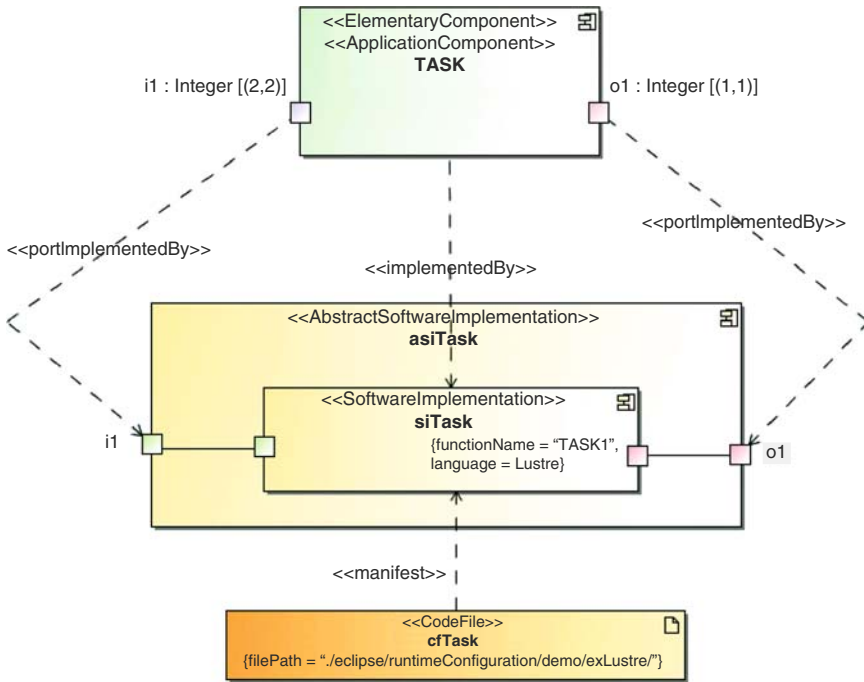 <<ElementaryComponent>>
<<ApplicationComponent>>
TASK
i1 : Integer [(2,2)]
o1 : Integer [(1,1)]
<<portImplementedBy>>
<<portImplementedBy>>
<<implementedBy>>
<<AbstractSoftwareImplementation>>
asiTask
<<SoftwareImplementation>>
siTask
{functionName = “TASK1”,
language = Lustre}
i1
o1
<<manifest>>
<<CodeFile>>
cfTask
{filePath = “./eclipse/runtimeConfiguration/demo/exLustre/”}